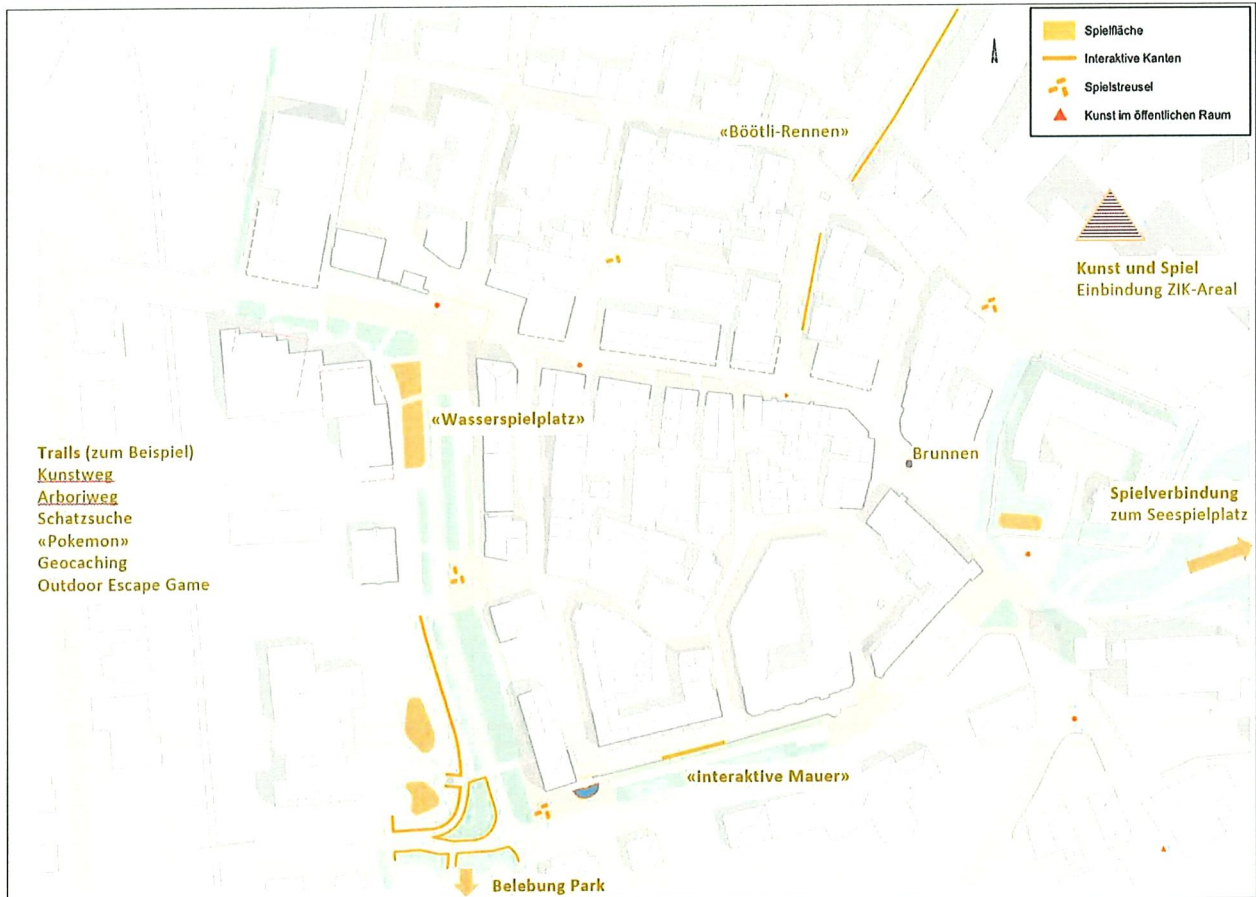 Spielfläche
Interaktive Kanten
Spielstreusel
Kunst im öffentlichen Raum
«Böötli-Rennen»
Kunst und Spiel
Einbindung ZIK-Areal
«Wasserspielplatz»
Brunnen
Trails (zum Beispiel)
Kunstweg
Arboriweg
Schatzsuche
«Pokemon»
Geocaching
Outdoor Escape Game
Spielverbindung
zum Seespielplatz
«interaktive Mauer»
Belebung Park